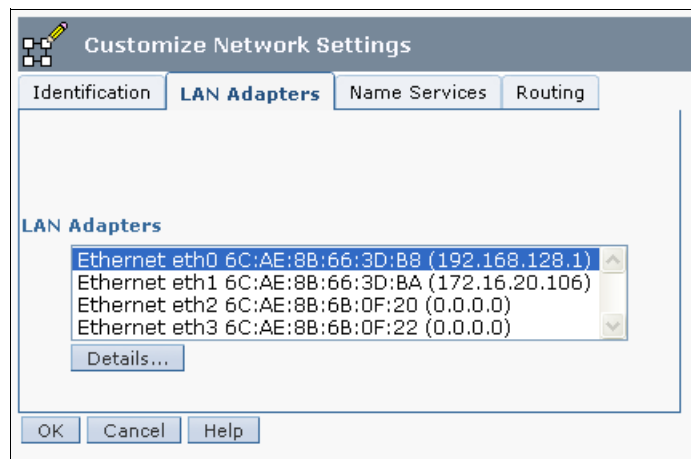 Customize Network Settings
Identification LAN Adapters Name Services Routing
LAN Adapters
Ethernet eth0 6C:AE:8B:66:3D:B8 (192.168.128.1)
Ethernet eth1 6C:AE:8B:66:3D:BA (172.16.20.106)
Ethernet eth2 6C:AE:8B:6B:0F:20 (0.0.0.0)
Ethernet eth3 6C:AE:8B:6B:0F:22 (0.0.0.0)
Details...
OK Cancel Help